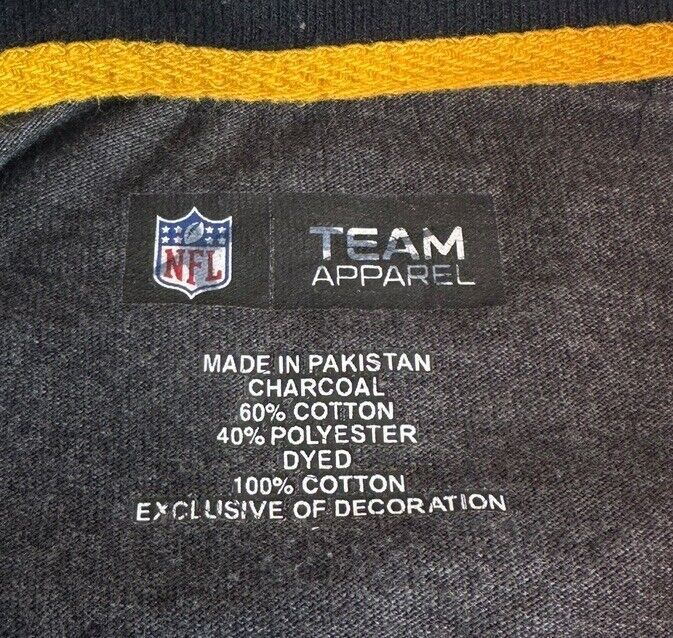 NFL
TEAM
APPAREL
MADE IN PAKISTAN
CHARCOAL
60% COTTON
40% POLYESTER
DYED
100% COTTON
EXCLUSIVE OF DECORATION